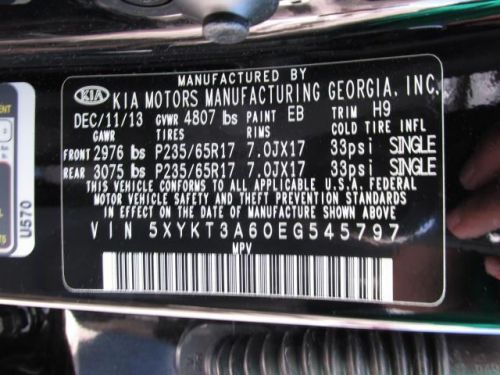 MANUFACTURED BY
KIA KIA MOTORS MANUFACTURING GEORGIA, INC.
DEC/11/13 GVWR 4807 lbs PAINT EB TRIM H9
GAWR TIRES RIMS COLD TIRE INFL
FRONT 2976 lbs P235/65R17 7.0JX17 33psi SINGLE
REAR 3075 lbs P235/65R17 7.0JX17 33psi SINGLE
THIS VEHICLE CONFORMS TO ALL APPLICABLE U.S.A. FEDERAL
MOTOR VEHICLE SAFETY AND THEFT PREVENTION STANDARDS
IN EFFECT ON THE DATE OF MANUFACTURE SHOWN ABOVE
VIN 5XYKT3A60EG545797
MPV
U570